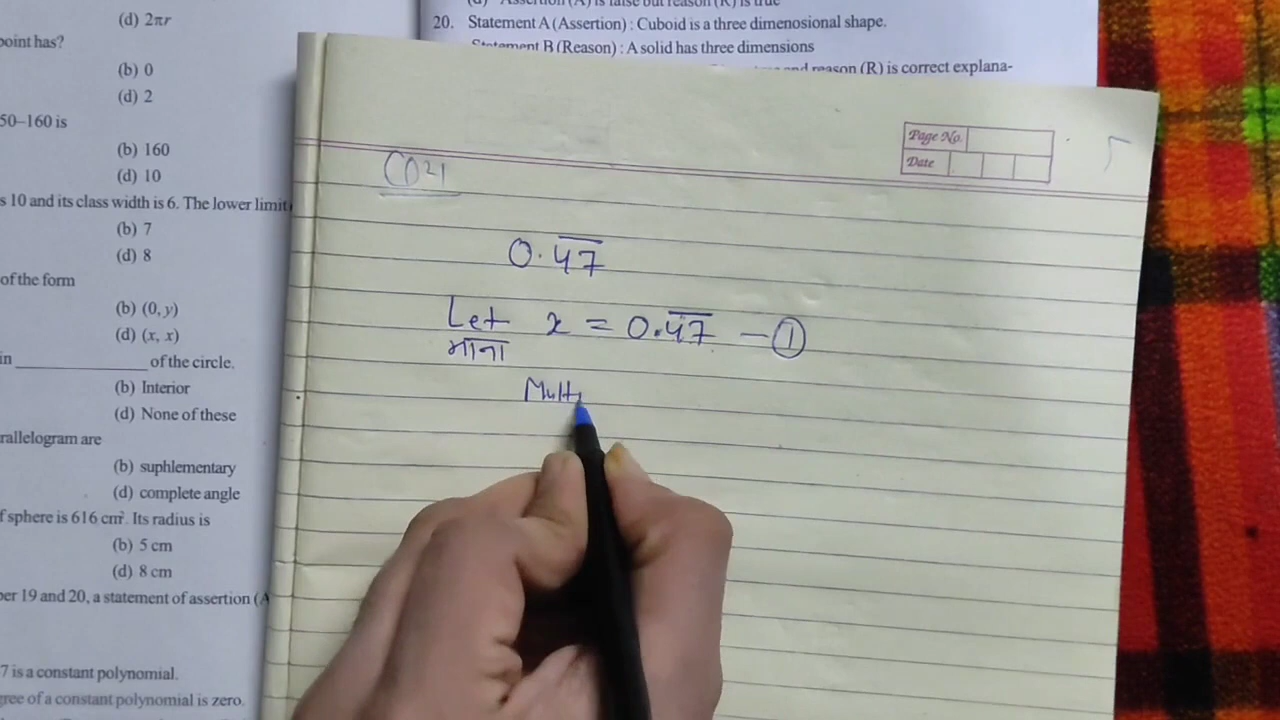 (d) 2πr
point has?
(b) 0
(d) 2
50–160 is
(b) 160
(d) 10
s 10 and its class width is 6. The lower limit
(b) 7
(d) 8
of the form
(b) (0, y)
(d) (x, x)
in ______ of the circle.
(b) Interior
(d) None of these
rallelogram are
(b) suphlementary
(d) complete angle
f sphere is 616 cm². Its radius is
(b) 5 cm
(d) 8 cm
ber 19 and 20, a statement of assertion (A
7 is a constant polynomial.
gree of a constant polynomial is zero.
20. Statement A (Assertion) : Cuboid is a three dimenosional shape.
Statement B (Reason) : A solid has three dimensions
and reason (R) is correct explana-
Page No.
Date
0.4̅7̅
Let x = 0.4̅7̅ — ①
माना
Mult